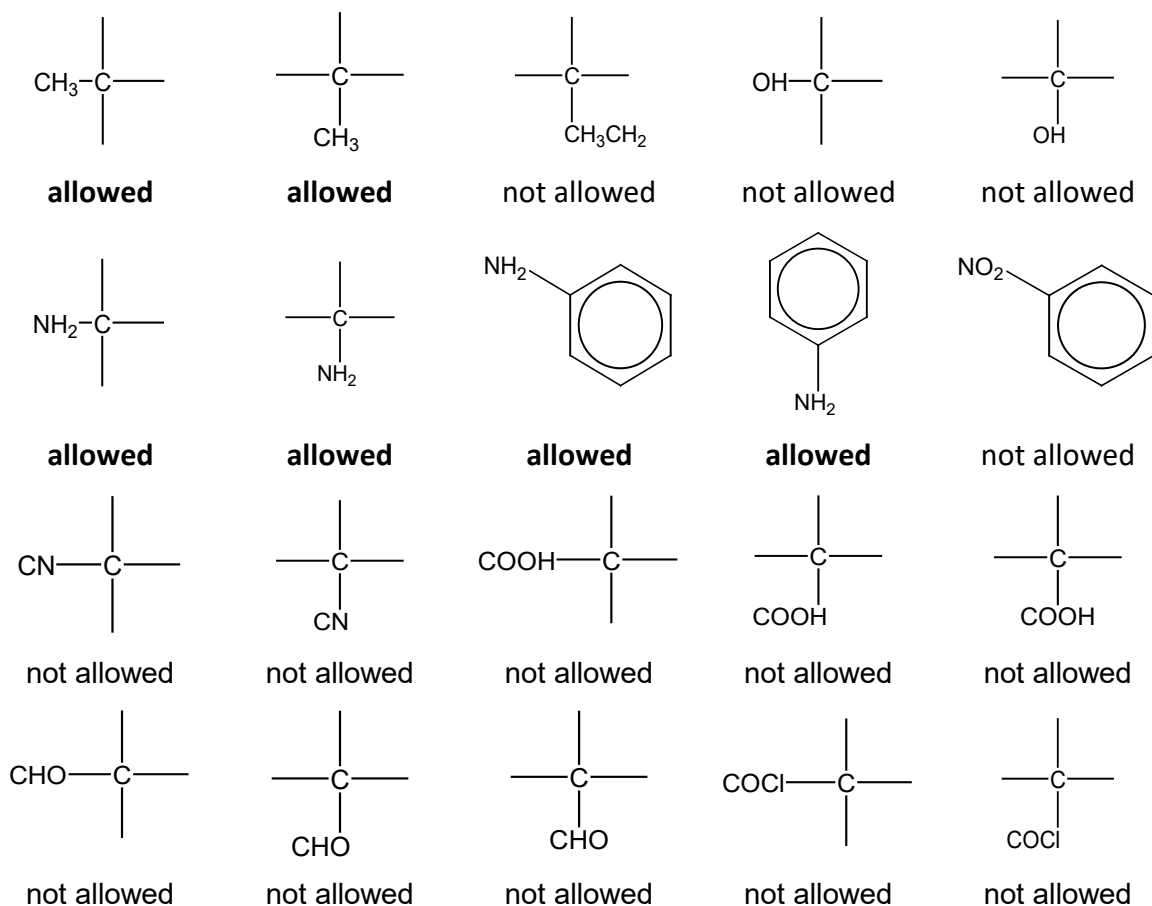 CH₃ C C C OH C C
CH₃ CH₃CH₂ OH
allowed allowed not allowed not allowed not allowed
NH₂ NO₂
NH₂ C C
NH₂ NH₂
allowed allowed allowed allowed not allowed
CN C C COOH C C C
CN COOH COOH
not allowed not allowed not allowed not allowed not allowed
CHO C C C COCl C C
CHO CHO COCl
not allowed not allowed not allowed not allowed not allowed